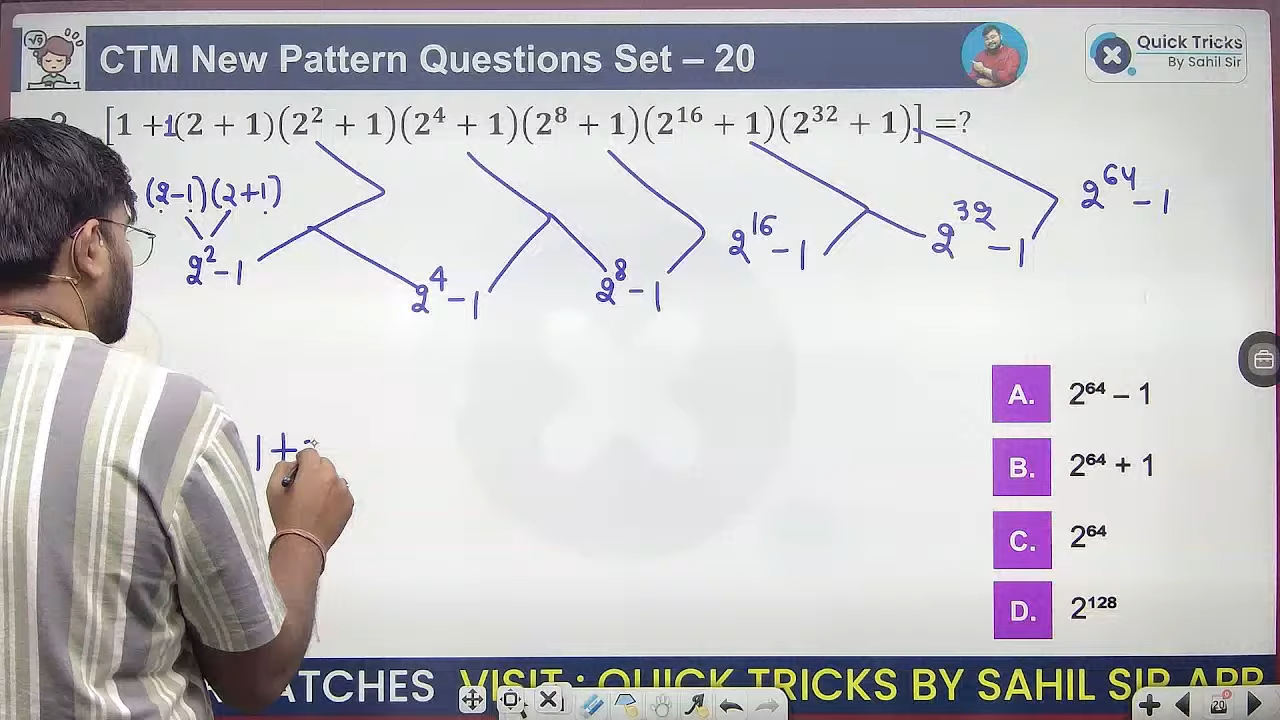 CTM New Pattern Questions Set – 20
Quick Tricks
By Sahil Sir
[1 + 1(2 + 1)(2² + 1)(2⁴ + 1)(2⁸ + 1)(2¹⁶ + 1)(2³² + 1)] =?
(2-1)(2+1)
2⁶⁴-1
2²-1
2⁴-1
2⁸-1
2¹⁶-1
2³²-1
A. 2⁶⁴ – 1
1+
B. 2⁶⁴ + 1
C. 2⁶⁴
D. 2¹²⁸
ATCHES VISIT : QUICK TRICKS BY SAHIL SIR APP
20